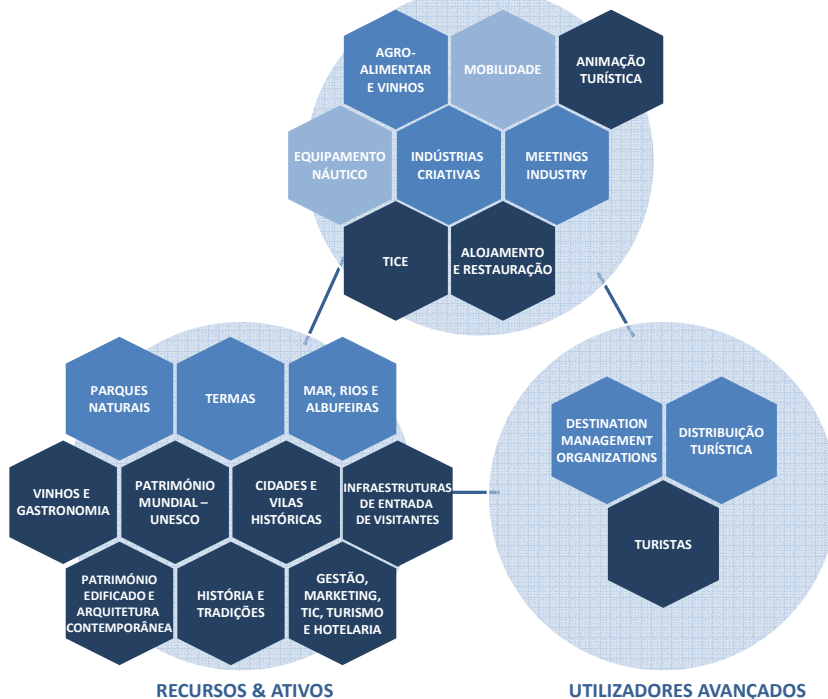 AGRO-
ALIMENTAR
E VINHOS
MOBILIDADE
ANIMAÇÃO
TURÍSTICA
EQUIPAMENTO
NÁUTICO
INDÚSTRIAS
CRIATIVAS
MEETINGS
INDUSTRY
TICE
ALOJAMENTO
E RESTAURAÇÃO
PARQUES
NATURAIS
TERMAS
MAR, RIOS E
ALBUFEIRAS
VINHOS E
GASTRONOMIA
PATRIMÓNIO
MUNDIAL –
UNESCO
CIDADES E
VILAS
HISTÓRICAS
INFRAESTRUTURAS
DE ENTRADA
DE VISITANTES
PATRIMÓNIO
EDIFICADO E
ARQUITETURA
CONTEMPORÂNEA
HISTÓRIA E
TRADIÇÕES
GESTÃO,
MARKETING,
TIC, TURISMO
E HOTELARIA
RECURSOS & ATIVOS
DESTINATION
MANAGEMENT
ORGANIZATIONS
DISTRIBUIÇÃO
TURÍSTICA
TURISTAS
UTILIZADORES AVANÇADOS